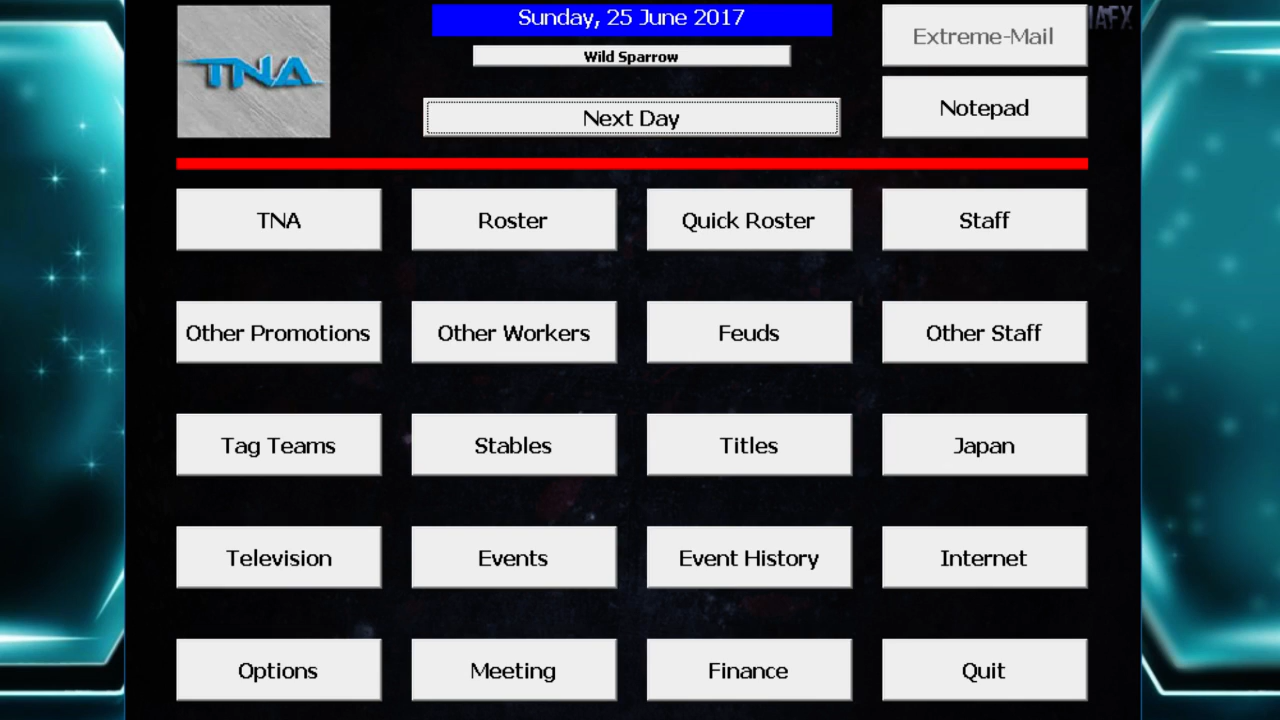 TNA
Sunday, 25 June 2017
Wild Sparrow
Next Day
Extreme-Mail
Notepad
TNA
Roster
Quick Roster
Staff
Other Promotions
Other Workers
Feuds
Other Staff
Tag Teams
Stables
Titles
Japan
Television
Events
Event History
Internet
Options
Meeting
Finance
Quit